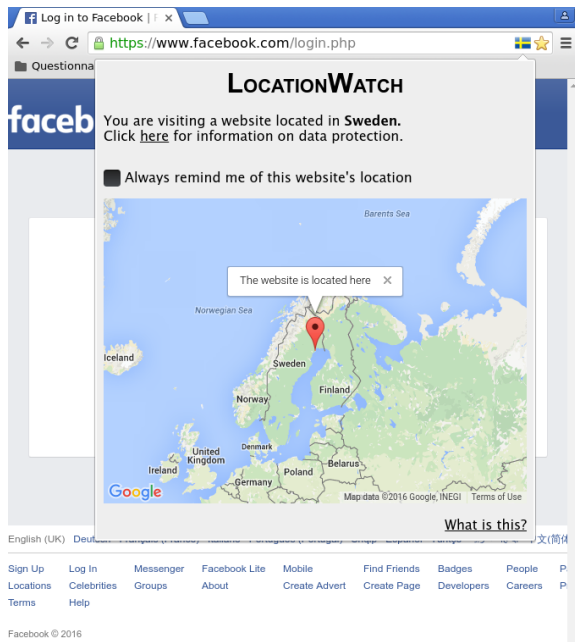 Log in to Facebook |
https://www.facebook.com/login.php
Questionna
LocationWatch
faceb
You are visiting a website located in Sweden.
Click here for information on data protection.
Always remind me of this website's location
Barents Sea
The website is located here
Norwegian Sea
Iceland
Sweden
Finland
Norway
United
Kingdom
Denmark
Ireland
Poland
Belarus
Germany
Google
Map data ©2016 Google, INEGI Terms of Use
What is this?
English (UK)
Sign Up Log In Messenger Facebook Lite Mobile Find Friends Badges People P
Locations Celebrities Groups About Create Advert Create Page Developers Careers P
Terms Help
Facebook © 2016